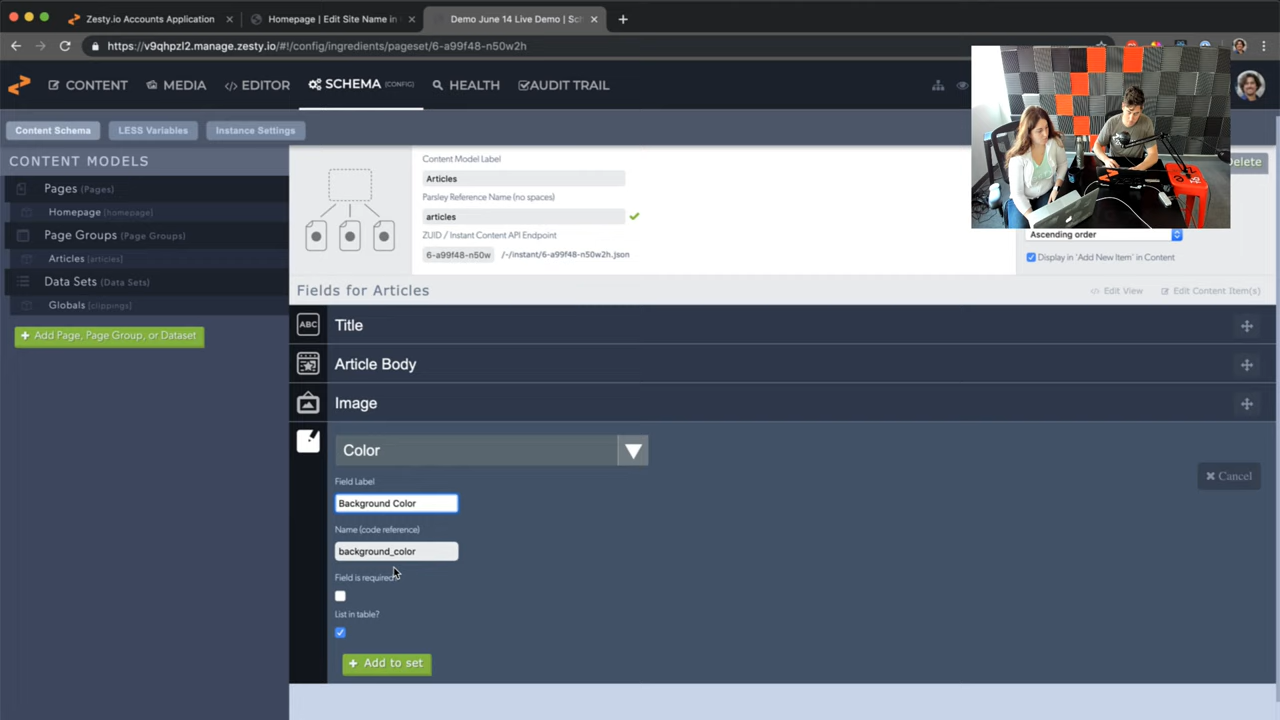 Zesty.io Accounts Application
Homepage | Edit Site Name in
Demo June 14 Live Demo | Sc
https://v9qhpzl2.manage.zesty.io/#!/config/ingredients/pageset/6-a99f48-n50w2h
CONTENT
MEDIA
EDITOR
SCHEMA (CONFIG)
HEALTH
AUDIT TRAIL
Content Schema
LESS Variables
Instance Settings
CONTENT MODELS
Pages (Pages)
Homepage [homepage]
Page Groups (Page Groups)
Articles [articles]
Data Sets (Data Sets)
Globals [clippings]
+ Add Page, Page Group, or Dataset
Content Model Label
Articles
Parsley Reference Name (no spaces)
articles
ZUID / Instant Content API Endpoint
6-a99f48-n50w
/-/instant/6-a99f48-n50w2h.json
Delete
Ascending order
Display in 'Add New Item' in Content
Fields for Articles
</> Edit View
Edit Content Item(s)
ABC
Title
Article Body
Image
Color
Field Label
Background Color
Cancel
Name (code reference)
background_color
Field is required
List in table?
+ Add to set